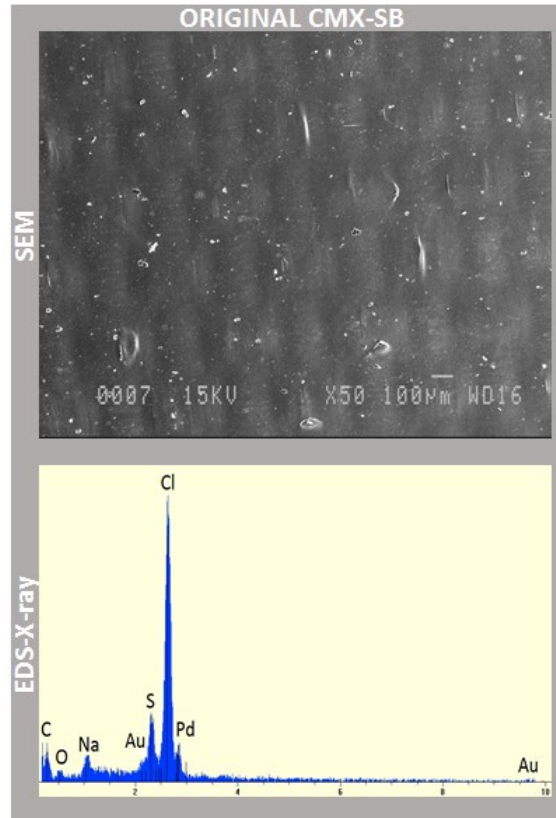 ORIGINAL CMX-SB
SEM
0007 15KV X50 100µm WD16
EDS-X-ray
Cl
S
C
O
Na
Au
Pd
Au
2
4
6
8
10